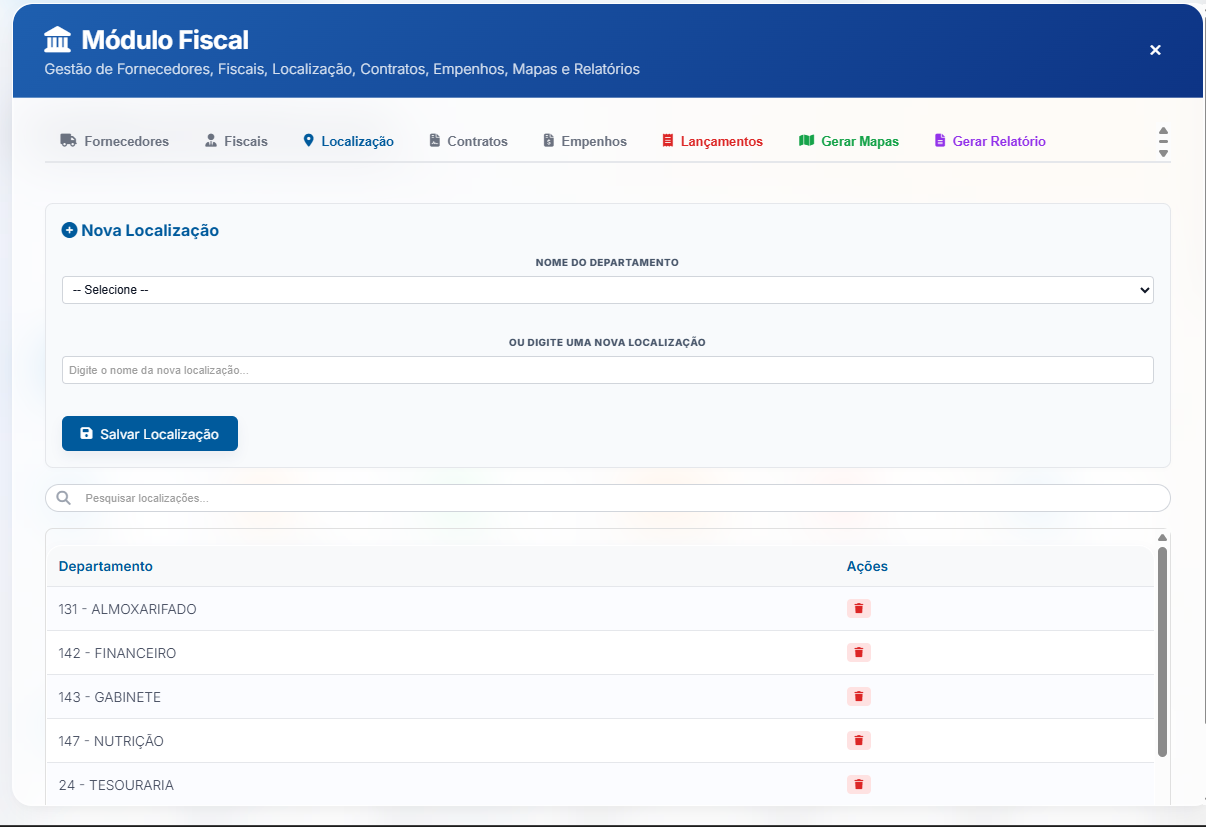 Módulo Fiscal
Gestão de Fornecedores, Fiscais, Localização, Contratos, Empenhos, Mapas e Relatórios
Fornecedores Fiscais Localização Contratos Empenhos Lançamentos Gerar Mapas Gerar Relatório
Nova Localização
NOME DO DEPARTAMENTO
-- Selecione --
OU DIGITE UMA NOVA LOCALIZAÇÃO
Digite o nome da nova localização...
Salvar Localização
Pesquisar localizações...
Departamento Ações
131 - ALMOXARIFADO
142 - FINANCEIRO
143 - GABINETE
147 - NUTRIÇÃO
24 - TESOURARIA